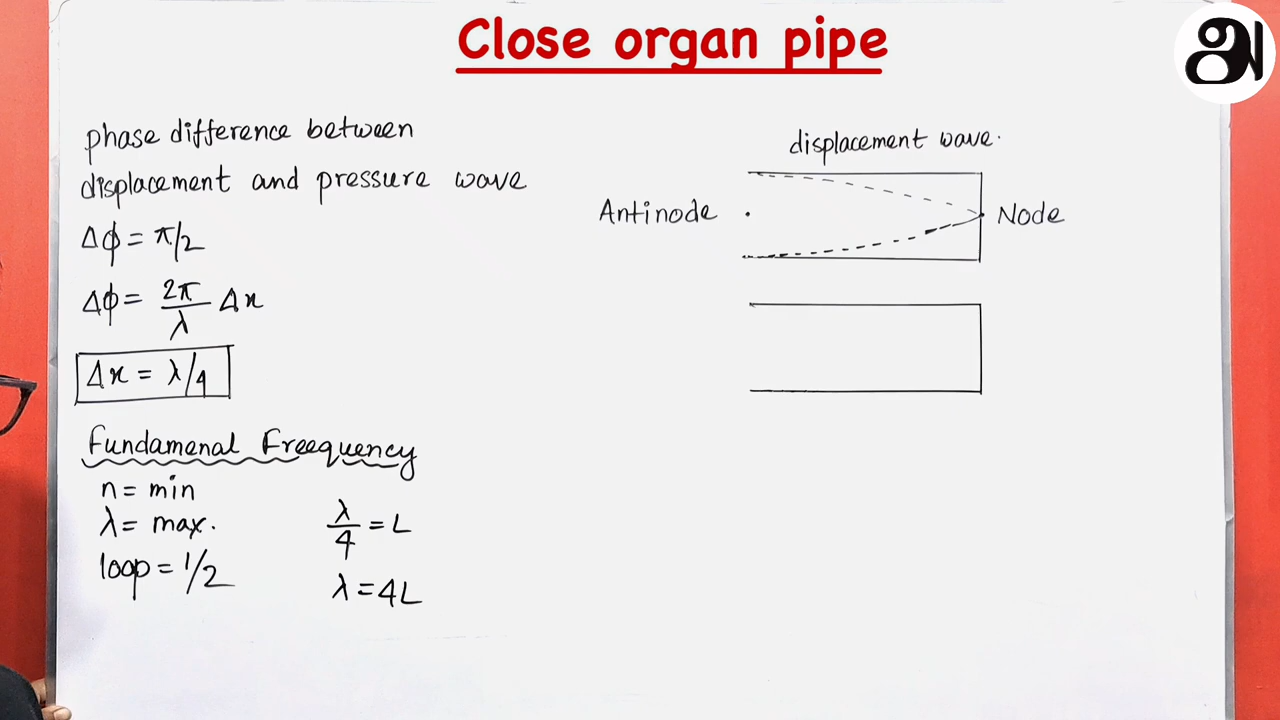 Close organ pipe
phase difference between
displacement and pressure wave
Δϕ = π/2
Δϕ = 2π/λ Δx
Δx = λ/4
Fundamenal Freequency
n = min
λ = max.
loop = 1/2
λ/4 = L
λ = 4L
displacement wave.
Antinode
Node